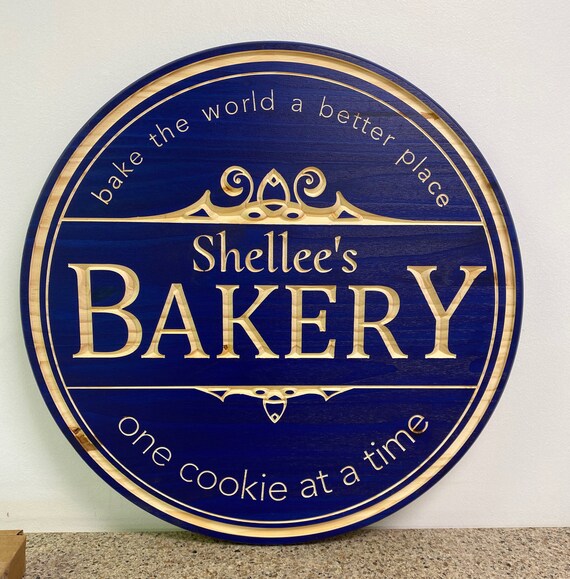 bake the world a better place
Shellee's
BAKERY
one cookie at a time